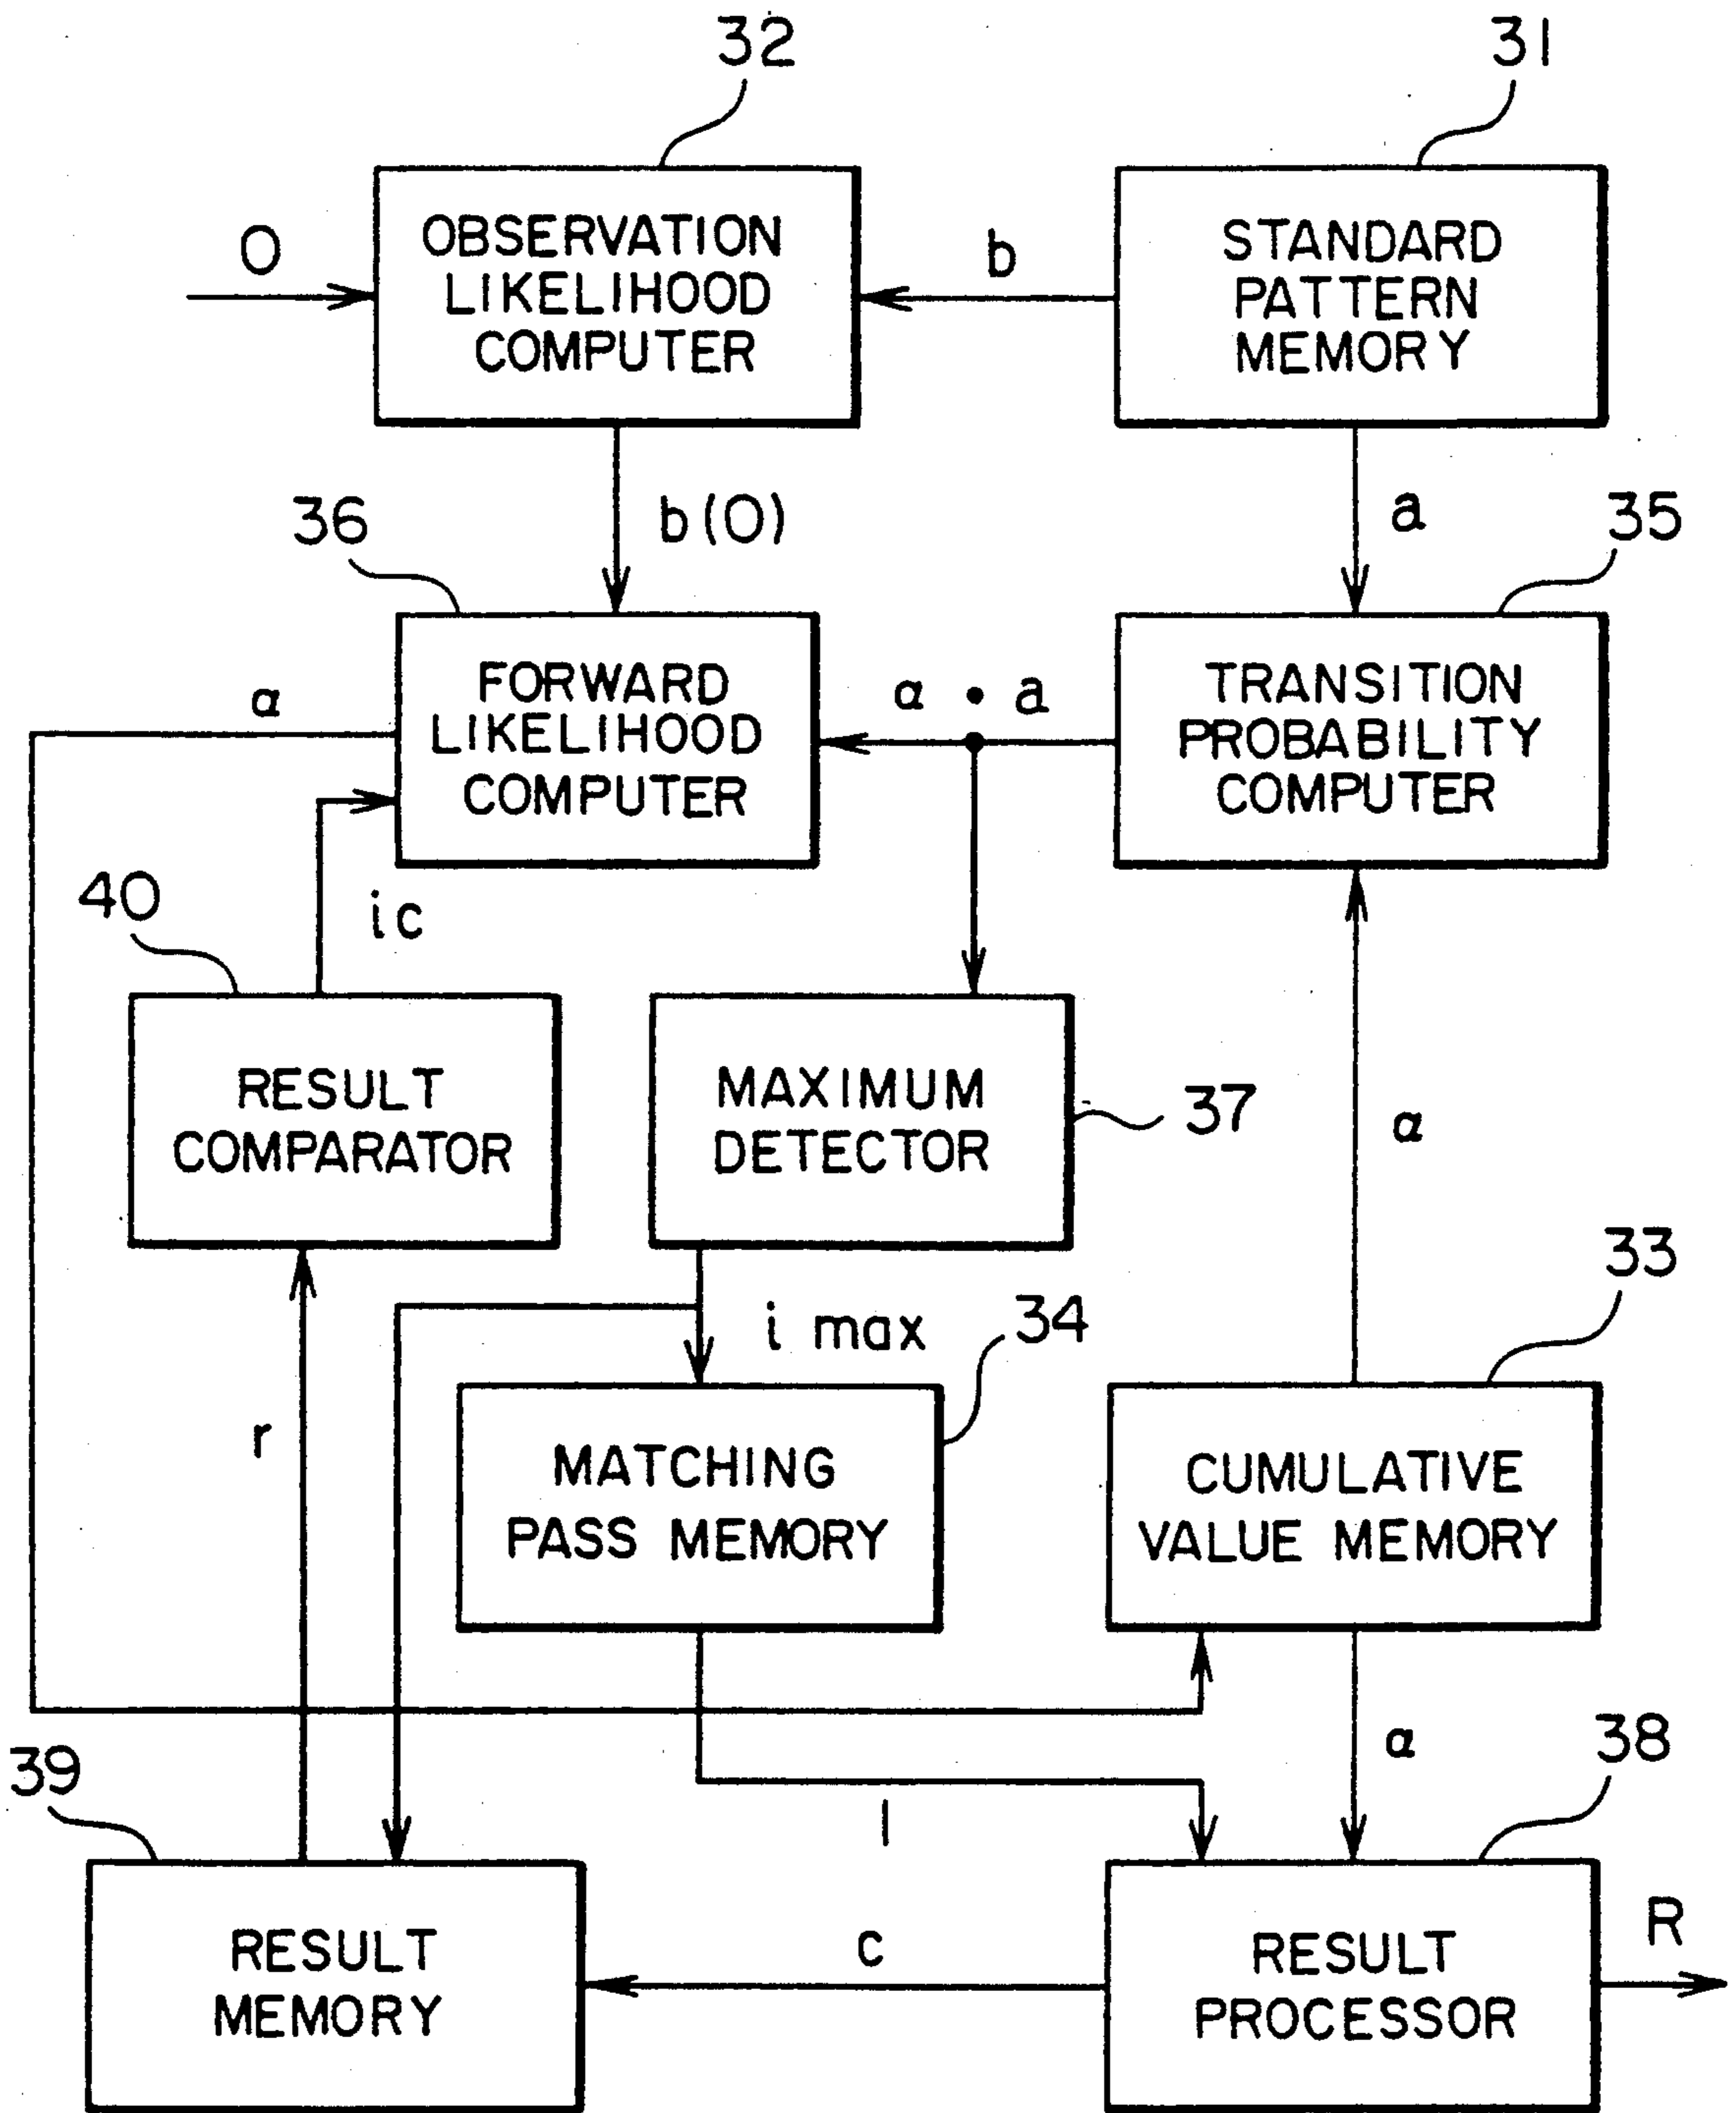 32
31
OBSERVATION
LIKELIHOOD
COMPUTER
O
b
STANDARD
PATTERN
MEMORY
36
b(O)
a
35
FORWARD
LIKELIHOOD
COMPUTER
α
α • a
TRANSITION
PROBABILITY
COMPUTER
40
ic
RESULT
COMPARATOR
MAXIMUM
DETECTOR
37
α
33
i max
34
r
MATCHING
PASS MEMORY
CUMULATIVE
VALUE MEMORY
39
l
α
38
RESULT
MEMORY
c
RESULT
PROCESSOR
R